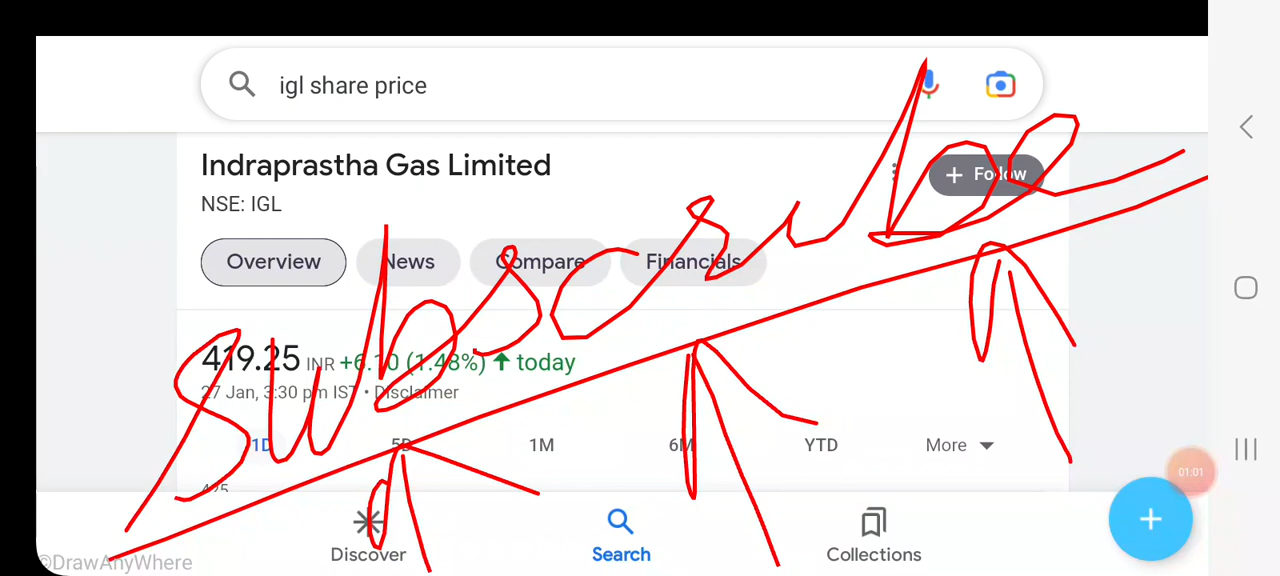 igl share price
Indraprastha Gas Limited
+ Follow
NSE: IGL
Overview News Compare Financials
419.25 INR +6.10 (1.48%) ↑ today
27 Jan, 3:30 pm IST • Disclaimer
1D 5D 1M 6M YTD More
425
01:01
Discover Search Collections
©DrawAnyWhere